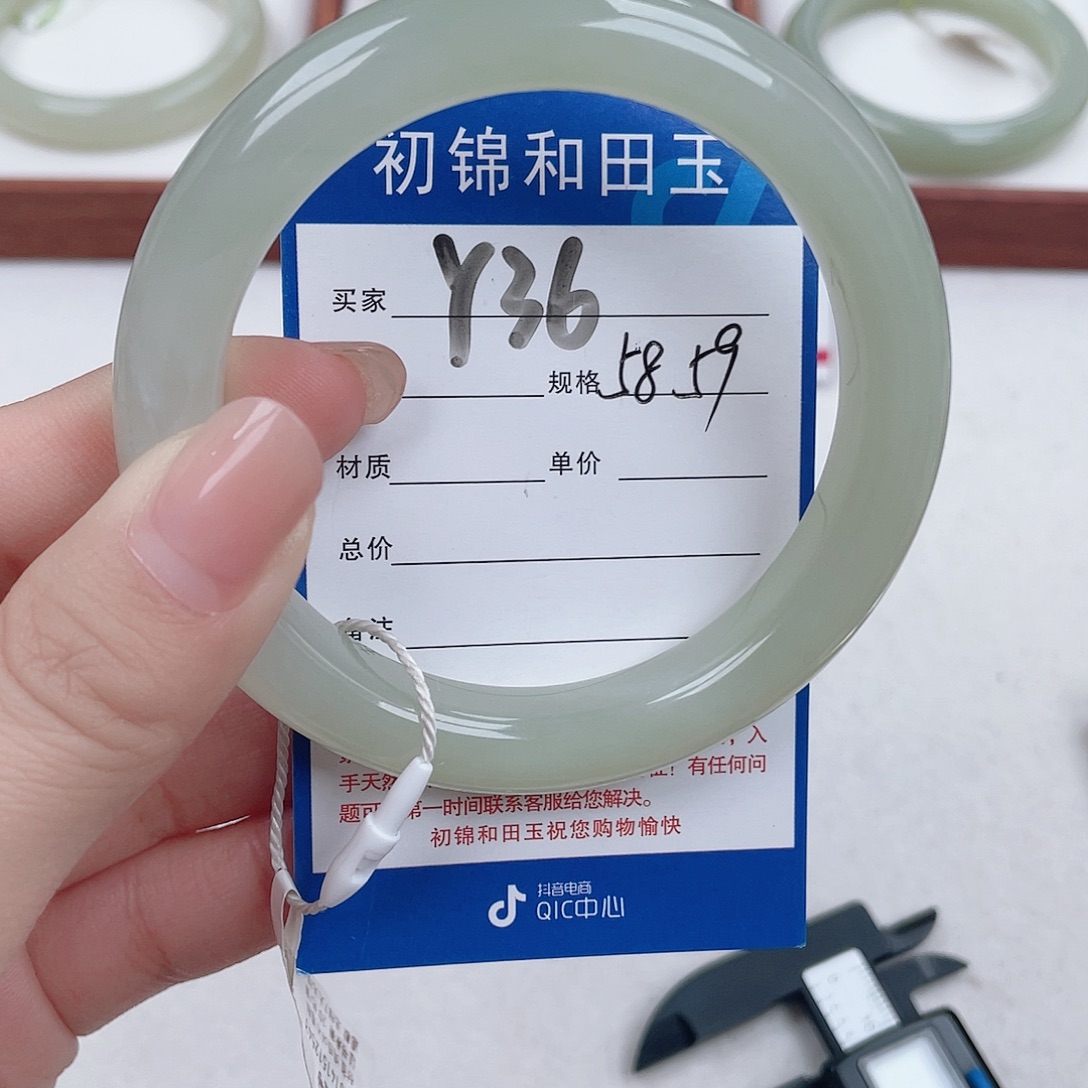 初锦和田玉
买家 Y36
规格 58.59
材质 单价
总价
备注
，入
手天然 证！有任何问
题可 第一时间联系客服给您解决。
初锦和田玉祝您购物愉快
抖音电商
QIC中心